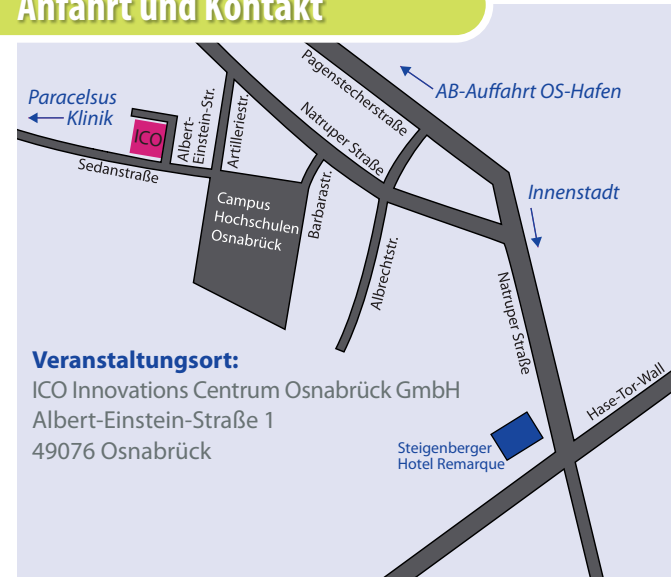 Anfahrt und Kontakt
Pagenstecherstraße
AB-Auffahrt OS-Hafen
Paracelsus
Klinik
ICO
Albert-
Einstein-Str.
Artilleriestr.
Natruper Straße
Sedanstraße
Innenstadt
Campus
Hochschulen
Osnabrück
Barbarastr.
Albrechtstr.
Natruper Straße
Veranstaltungsort:
ICO Innovations Centrum Osnabrück GmbH
Albert-Einstein-Straße 1
49076 Osnabrück
Hase-Tor-Wall
Steigenberger
Hotel Remarque